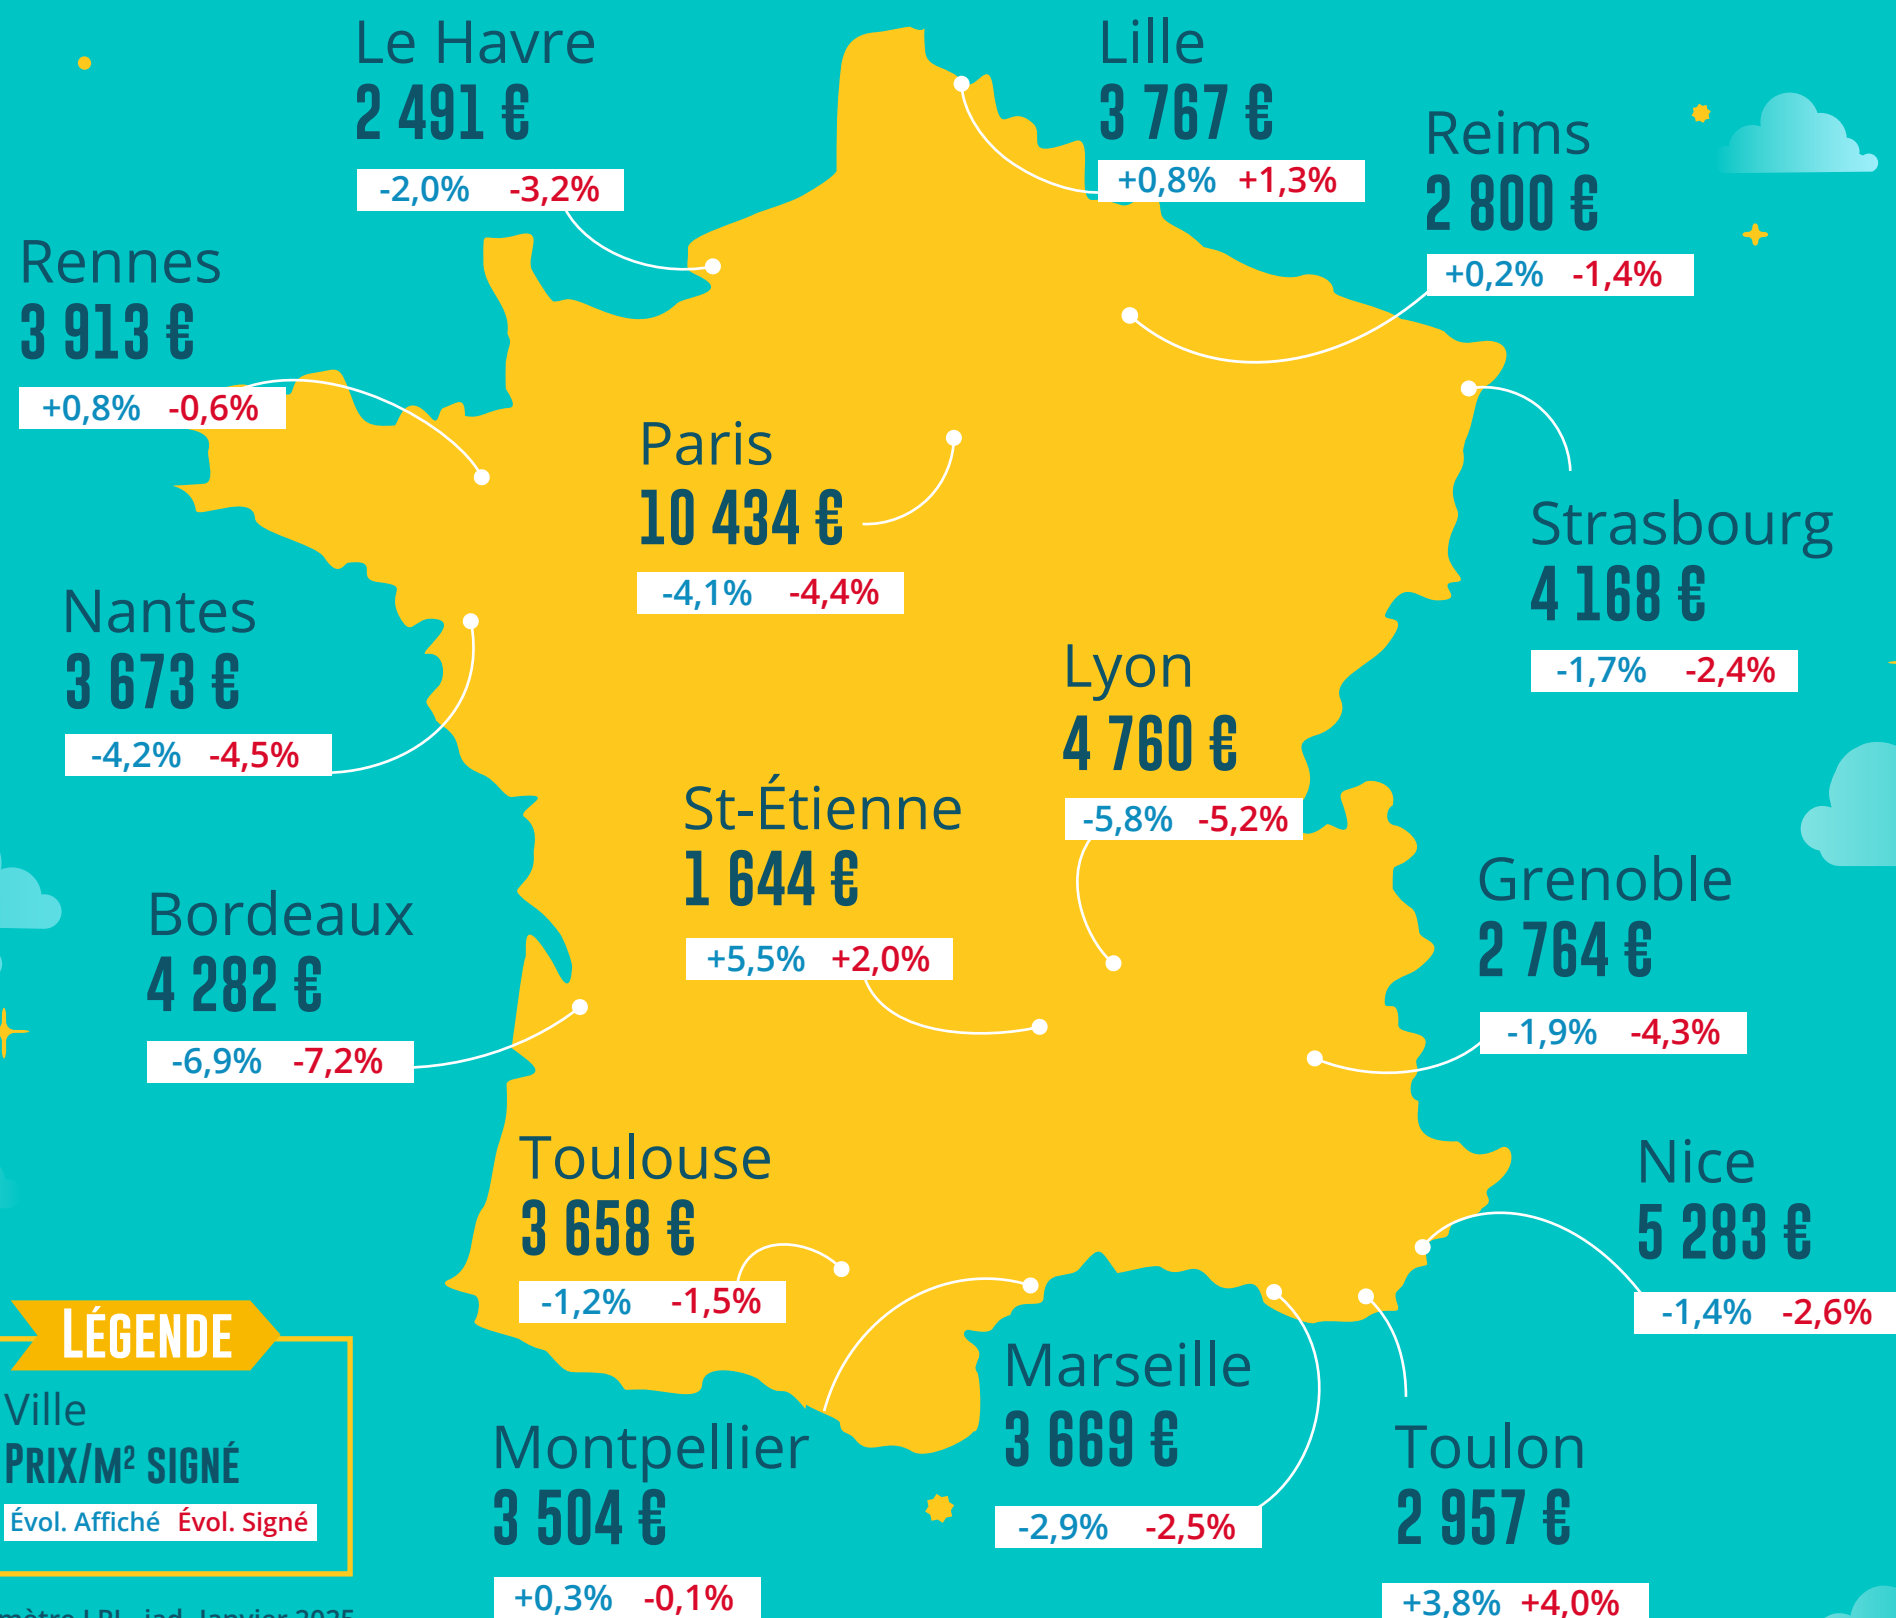 Le Havre
2 491 €
-2,0% -3,2%
Lille
3 767 €
+0,8% +1,3%
Reims
2 800 €
+0,2% -1,4%
Rennes
3 913 €
+0,8% -0,6%
Paris
10 434 €
-4,1% -4,4%
Strasbourg
4 168 €
-1,7% -2,4%
Nantes
3 673 €
-4,2% -4,5%
Lyon
4 760 €
-5,8% -5,2%
St-Étienne
1 644 €
+5,5% +2,0%
Bordeaux
4 282 €
-6,9% -7,2%
Grenoble
2 764 €
-1,9% -4,3%
Toulouse
3 658 €
-1,2% -1,5%
Nice
5 283 €
-1,4% -2,6%
Marseille
3 669 €
-2,9% -2,5%
Montpellier
3 504 €
+0,3% -0,1%
Toulon
2 957 €
+3,8% +4,0%
LÉGENDE
Ville
PRIX/M² SIGNÉ
Évol. Affiché Évol. Signé
LPI - iad, Janvier 2025